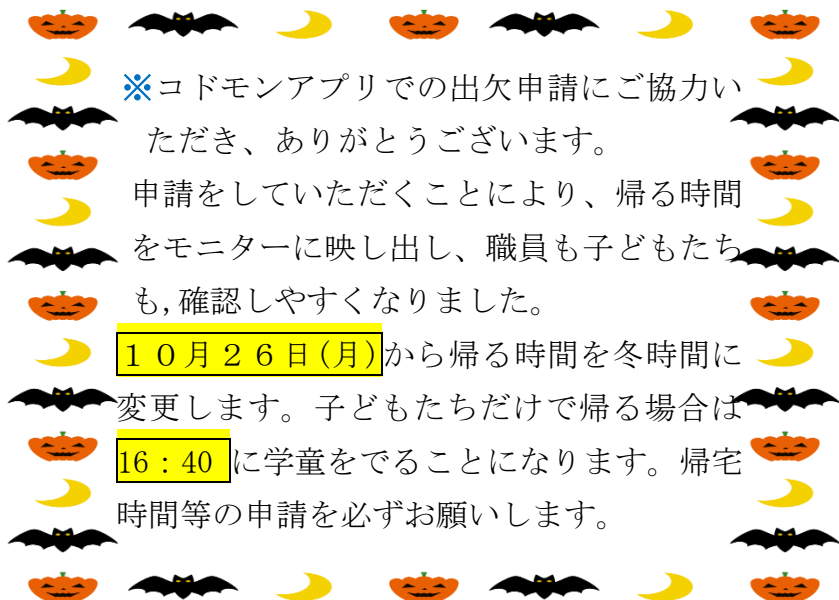 ※コドモンアプリでの出欠申請にご協力い
ただき、ありがとうございます。
申請をしていただくことにより、帰る時間
をモニターに映し出し、職員も子どもたち
も,確認しやすくなりました。
１０月２６日(月)から帰る時間を冬時間に
変更します。子どもたちだけで帰る場合は
16：40 に学童をでることになります。帰宅
時間等の申請を必ずお願いします。